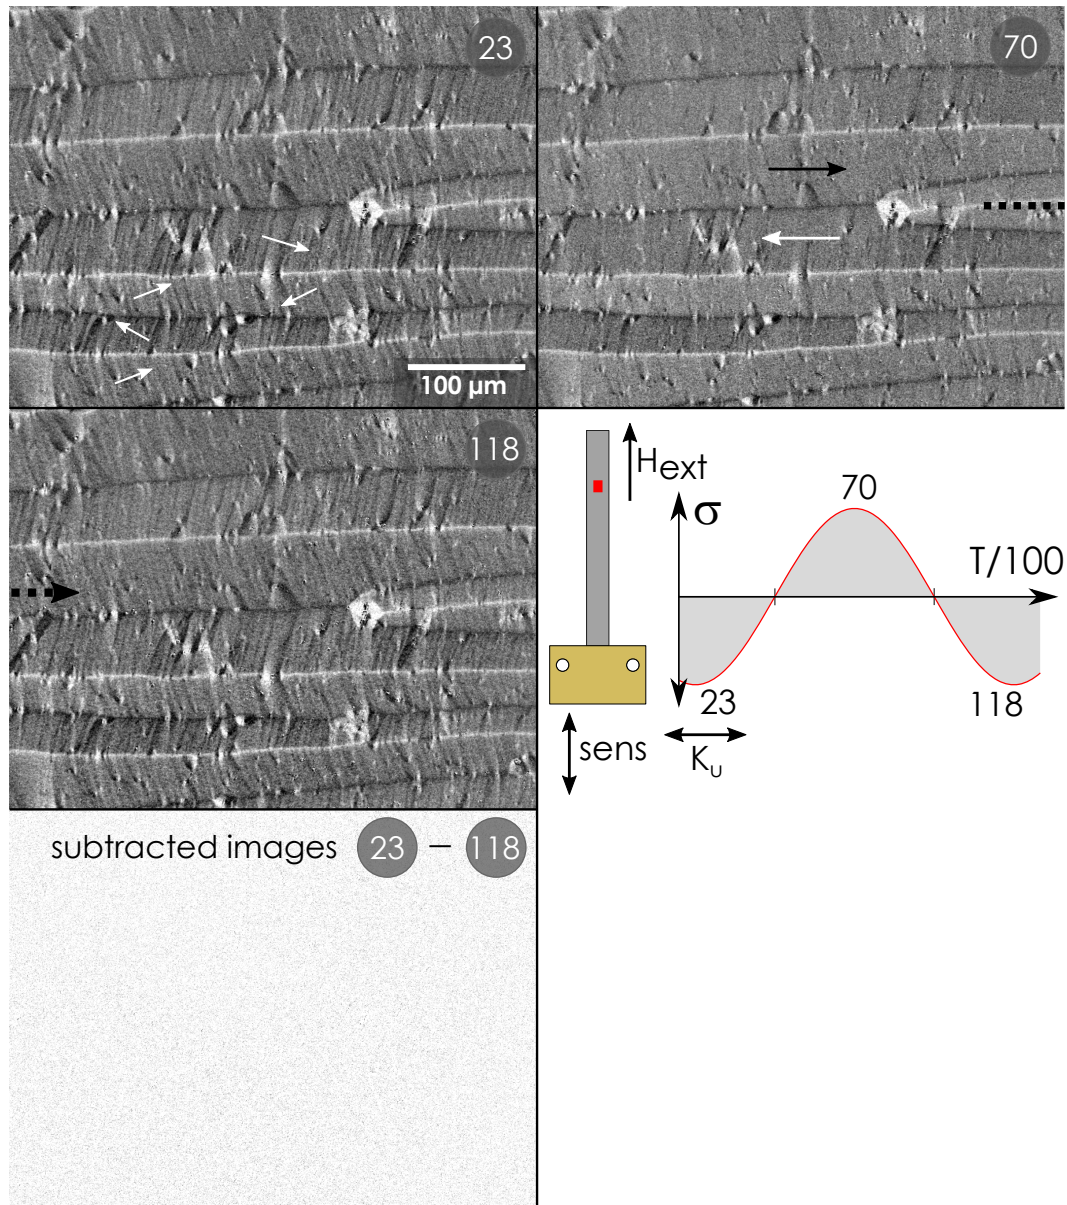 23
70
100 µm
118
Hext
σ
70
T/100
23
118
Ku
sens
subtracted images 23 – 118